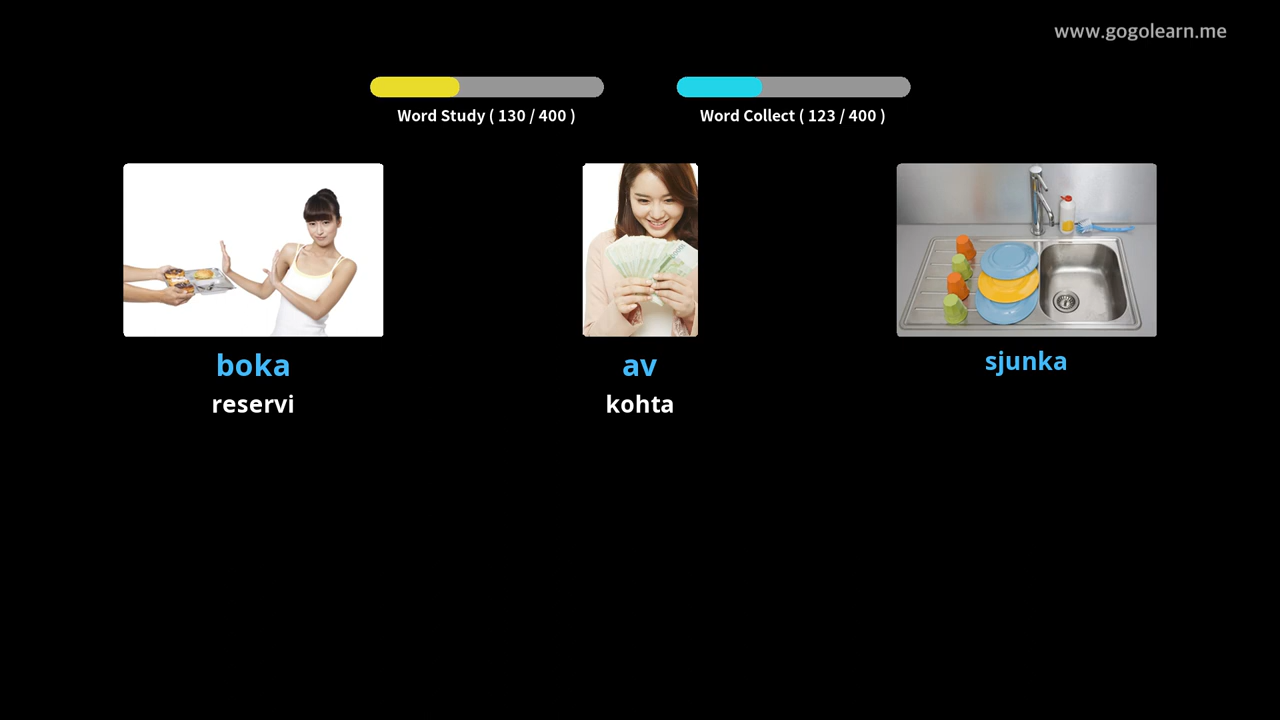 www.gogolearn.me
Word Study ( 130 / 400 )
Word Collect ( 123 / 400 )
boka
reservi
av
kohta
sjunka